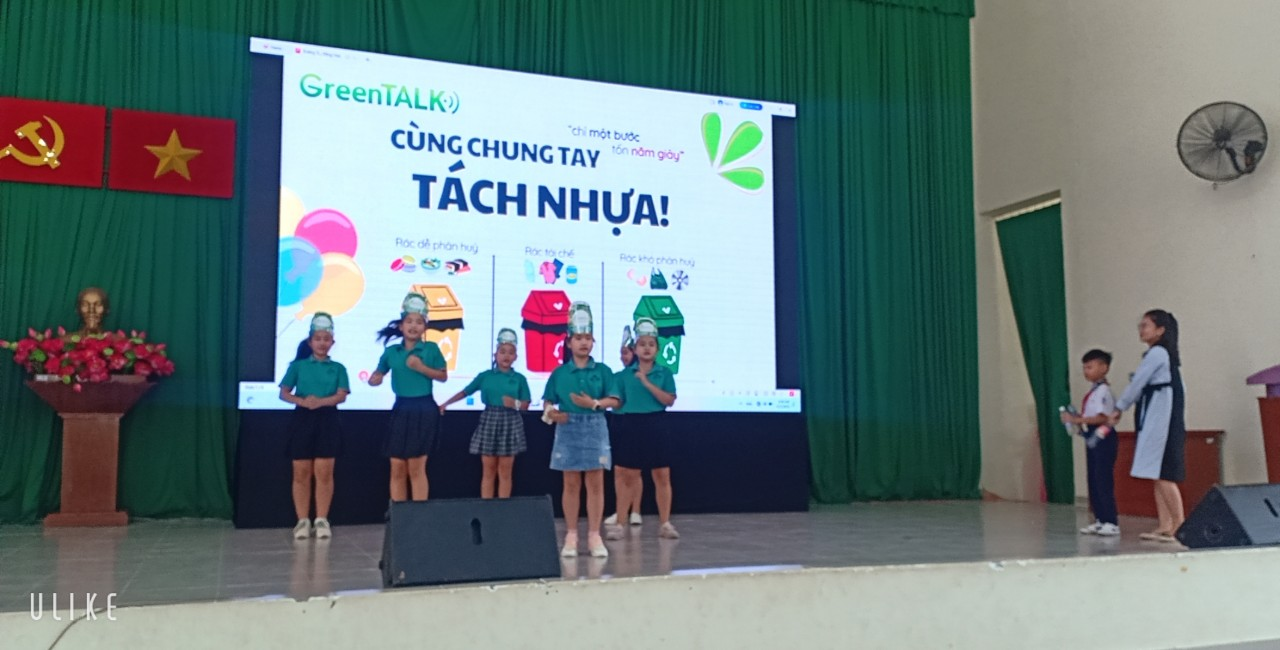 GreenTALK
"chỉ một bước
tốn năm giây"
CÙNG CHUNG TAY
TÁCH NHỰA!
Rác dễ phân huỷ
Rác tái chế
Rác khó phân huỷ
ULIKE